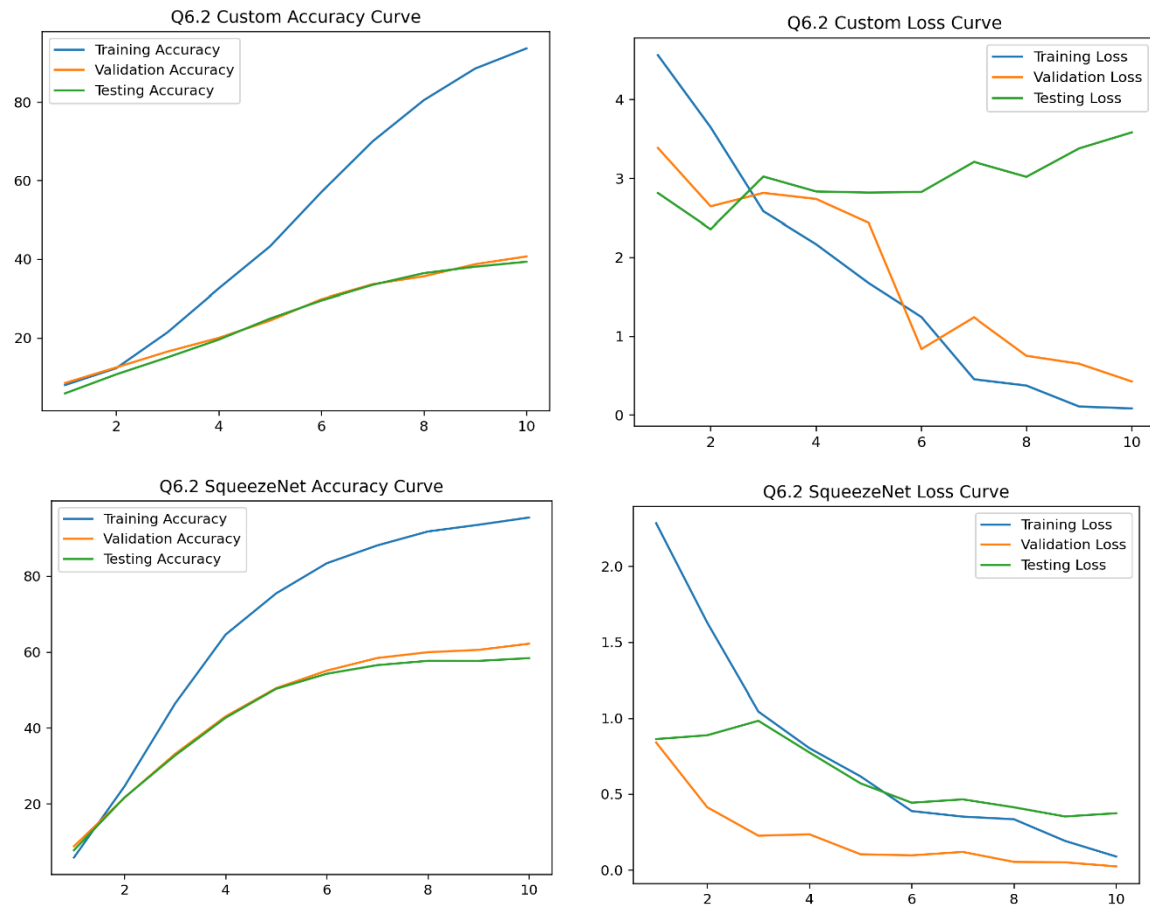 Q6.2 Custom Accuracy Curve
Training Accuracy
Validation Accuracy
Testing Accuracy
80
60
40
20
2 4 6 8 10
Q6.2 Custom Loss Curve
Training Loss
Validation Loss
Testing Loss
4
3
2
1
0
2 4 6 8 10
Q6.2 SqueezeNet Accuracy Curve
Training Accuracy
Validation Accuracy
Testing Accuracy
80
60
40
20
2 4 6 8 10
Q6.2 SqueezeNet Loss Curve
Training Loss
Validation Loss
Testing Loss
2.0
1.5
1.0
0.5
0.0
2 4 6 8 10